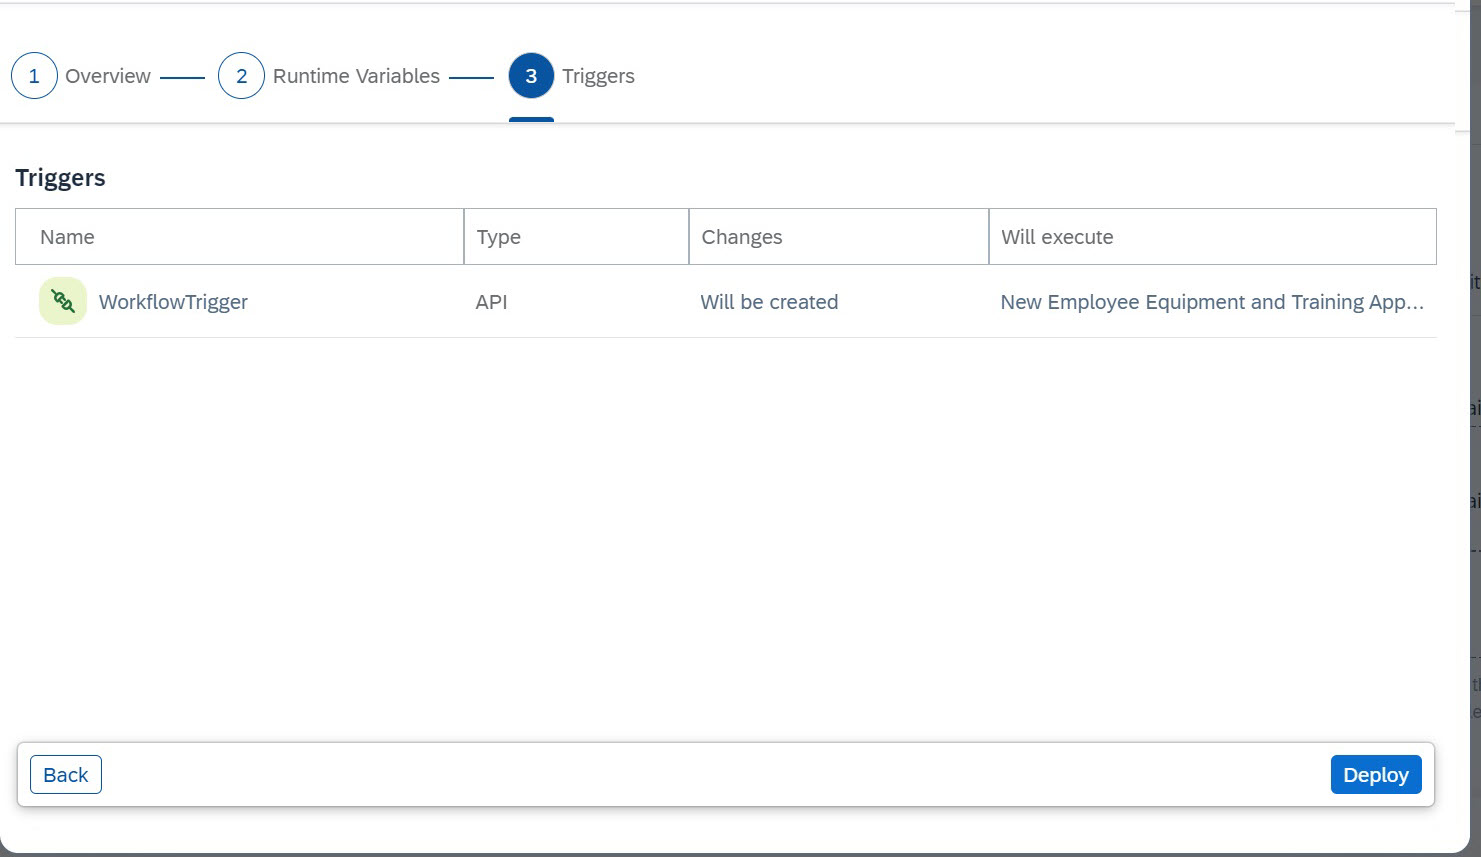 1 Overview 2 Runtime Variables 3 Triggers
Triggers
Name Type Changes Will execute
WorkflowTrigger API Will be created New Employee Equipment and Training App...
Back Deploy